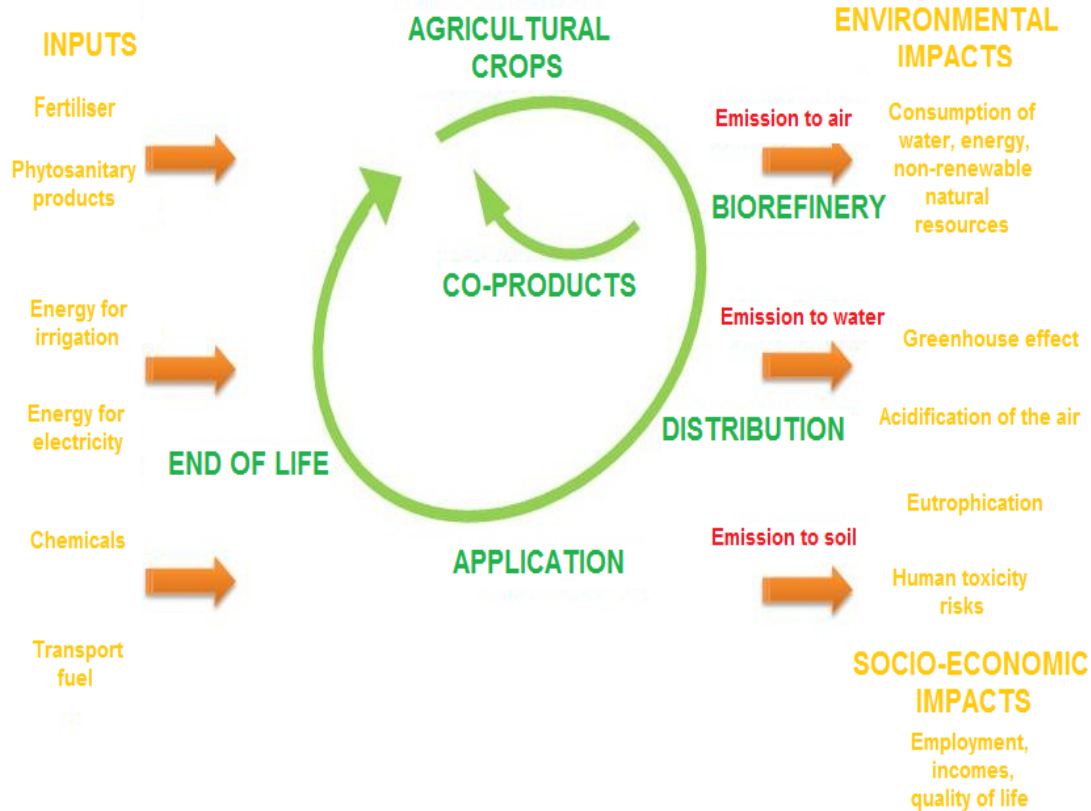 INPUTS
Fertiliser
Phytosanitary
products
Energy for
irrigation
Energy for
electricity
Chemicals
Transport
fuel
AGRICULTURAL
CROPS
CO-PRODUCTS
END OF LIFE
APPLICATION
Emission to air
BIOREFINERY
Emission to water
DISTRIBUTION
Emission to soil
ENVIRONMENTAL
IMPACTS
Consumption of
water, energy,
non-renewable
natural
resources
Greenhouse effect
Acidification of the air
Eutrophication
Human toxicity
risks
SOCIO-ECONOMIC
IMPACTS
Employment,
incomes,
quality of life